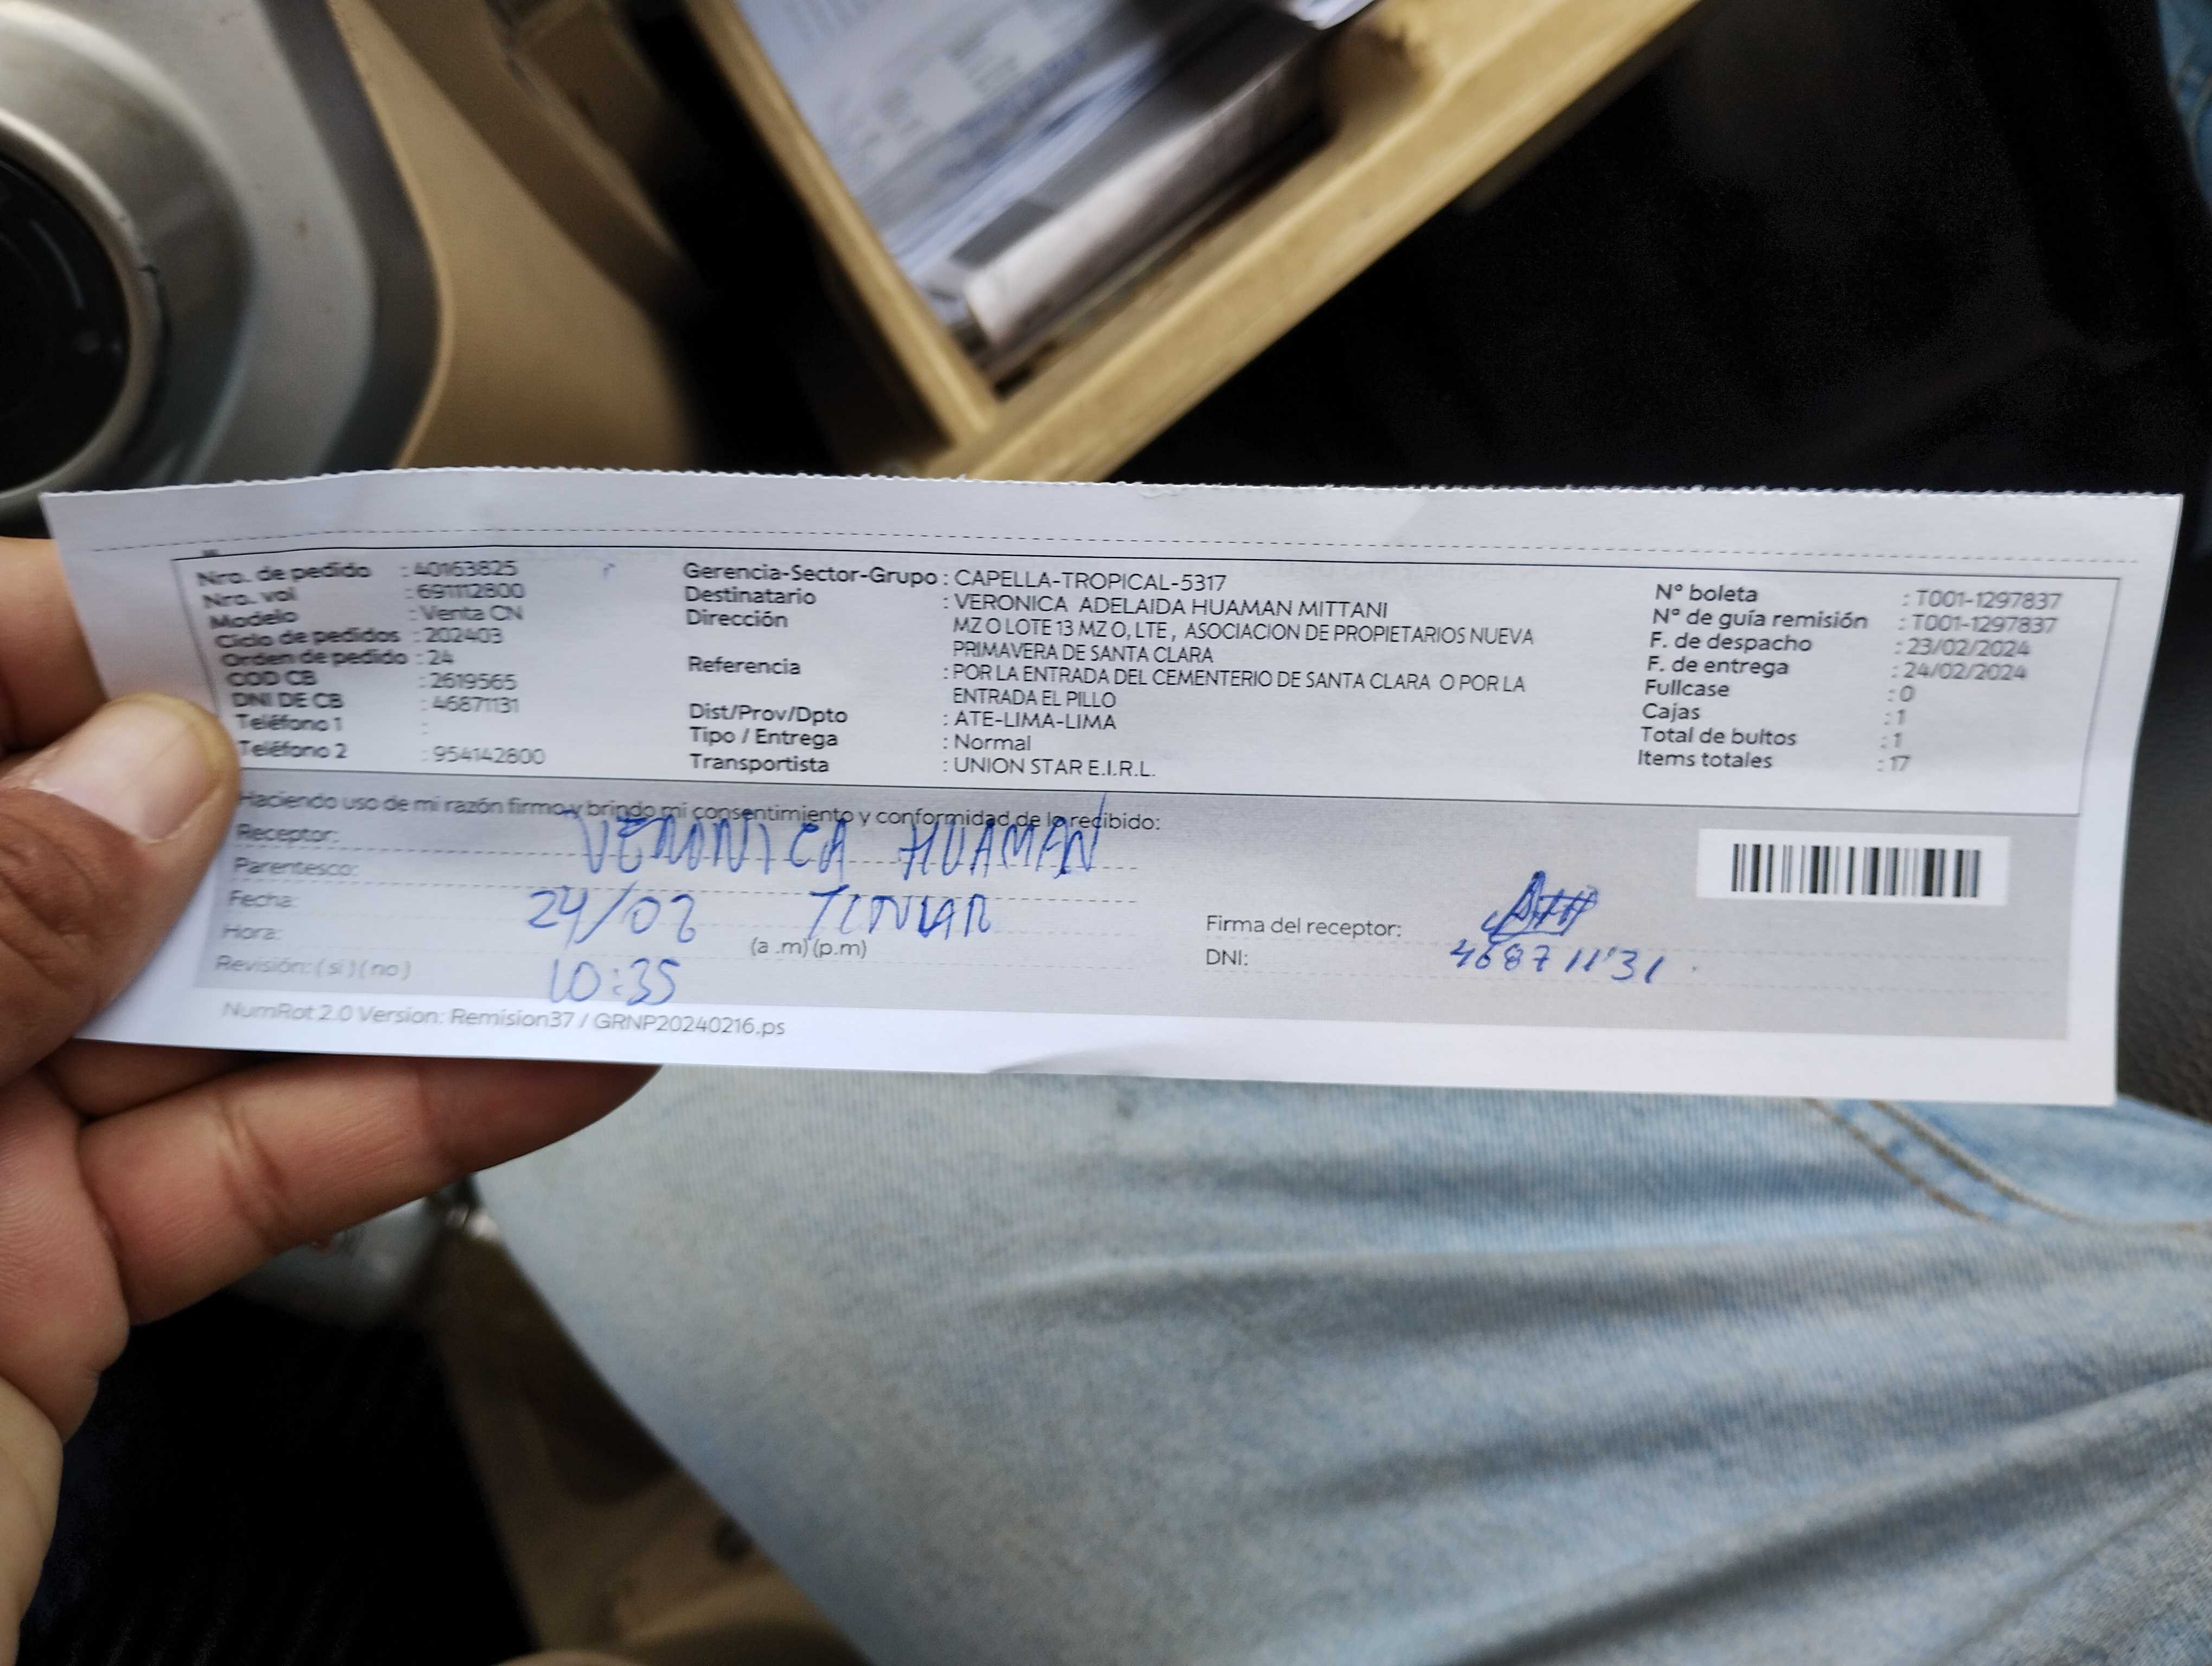 Nro. de pedido : 40163825
Nro. vol : 691112800
Modelo : Venta CN
Ciclo de pedidos : 202403
Orden de pedido : 24
COD CB : 2619565
DNI DE CB : 46871131
Teléfono 1 :
Teléfono 2 : 954142800
Gerencia-Sector-Grupo : CAPELLA-TROPICAL-5317
Destinatario : VERONICA ADELAIDA HUAMAN MITTANI
Dirección MZ O LOTE 13 MZ O, LTE , ASOCIACION DE PROPIETARIOS NUEVA
PRIMAVERA DE SANTA CLARA
Referencia : POR LA ENTRADA DEL CEMENTERIO DE SANTA CLARA O POR LA
ENTRADA EL PILLO
Dist/Prov/Dpto : ATE-LIMA-LIMA
Tipo / Entrega : Normal
Transportista : UNION STAR E.I.R.L.
N° boleta : T001-1297837
N° de guía remisión : T001-1297837
F. de despacho : 23/02/2024
F. de entrega : 24/02/2024
Fullcase : 0
Cajas : 1
Total de bultos : 1
Items totales : 17
Haciendo uso de mi razón firmo y brindo mi consentimiento y conformidad de lo recibido:
Receptor: VERONICA HUAMAN
Parentesco:
Fecha: 24/02
Hora: (a .m) (p.m)
Revisión: ( si ) ( no ) 10:35
Firma del receptor:
DNI: 46871131
NumRot 2.0 Version: Remision37 / GRNP20240216.ps